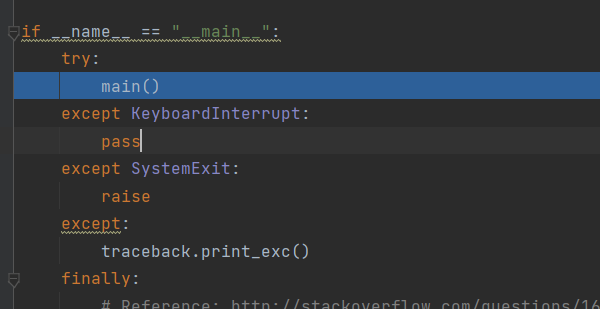 if __name__ == "__main__":
    try:
        main()
    except KeyboardInterrupt:
        pass
    except SystemExit:
        raise
    except:
        traceback.print_exc()
    finally:
        # Reference: http://stackoverflow.com/questions/16